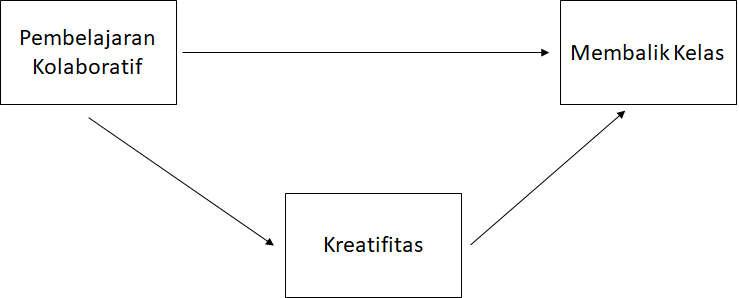 Pembelajaran
Kolaboratif
Membalik Kelas
Kreatifitas